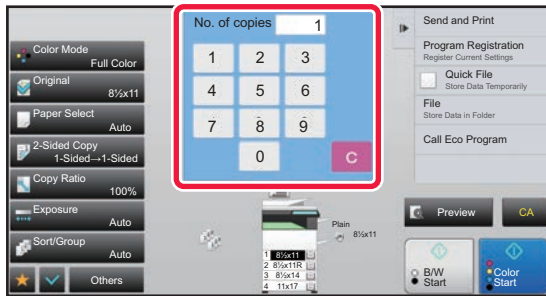 No. of copies 1
1 2 3
4 5 6
7 8 9
0 C
Color Mode
Full Color
Original
8½x11
Paper Select
Auto
2-Sided Copy
1-Sided→1-Sided
Copy Ratio
100%
Exposure
Auto
Sort/Group
Auto
Others
Plain
8½x11
1 8½x11
2 8½x11R
3 8½x14
4 11x17
Send and Print
Program Registration
Register Current Settings
Quick File
Store Data Temporarily
File
Store Data in Folder
Call Eco Program
Preview
CA
B/W
Start
Color
Start